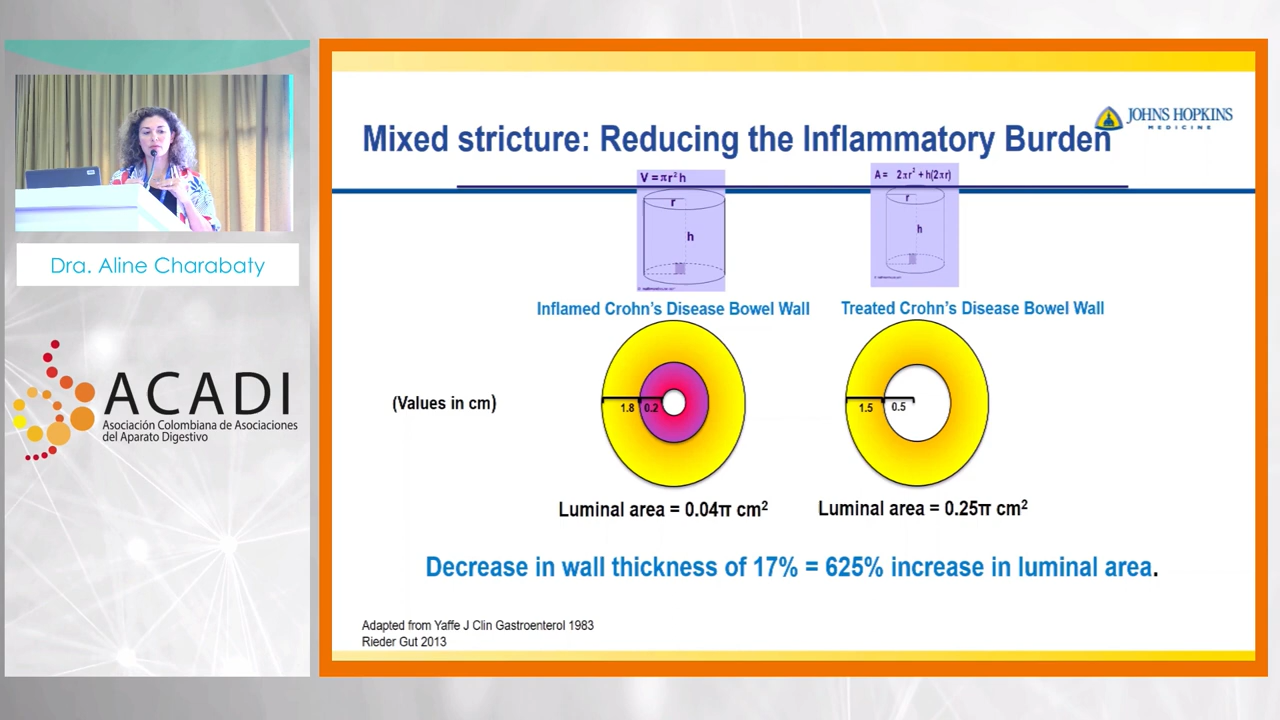 Mixed stricture: Reducing the Inflammatory Burden
JOHNS HOPKINS
MEDICINE
V = πr² h
r
h
A = 2πr² + h(2πr)
r
h
Dra. Aline Charabaty
Inflamed Crohn's Disease Bowel Wall
Treated Crohn's Disease Bowel Wall
(Values in cm)
1.8 0.2
1.5 0.5
ACADI
Asociación Colombiana de Asociaciones
del Aparato Digestivo
Luminal area = 0.04π cm²
Luminal area = 0.25π cm²
Decrease in wall thickness of 17% = 625% increase in luminal area.
Adapted from Yaffe J Clin Gastroenterol 1983
Rieder Gut 2013